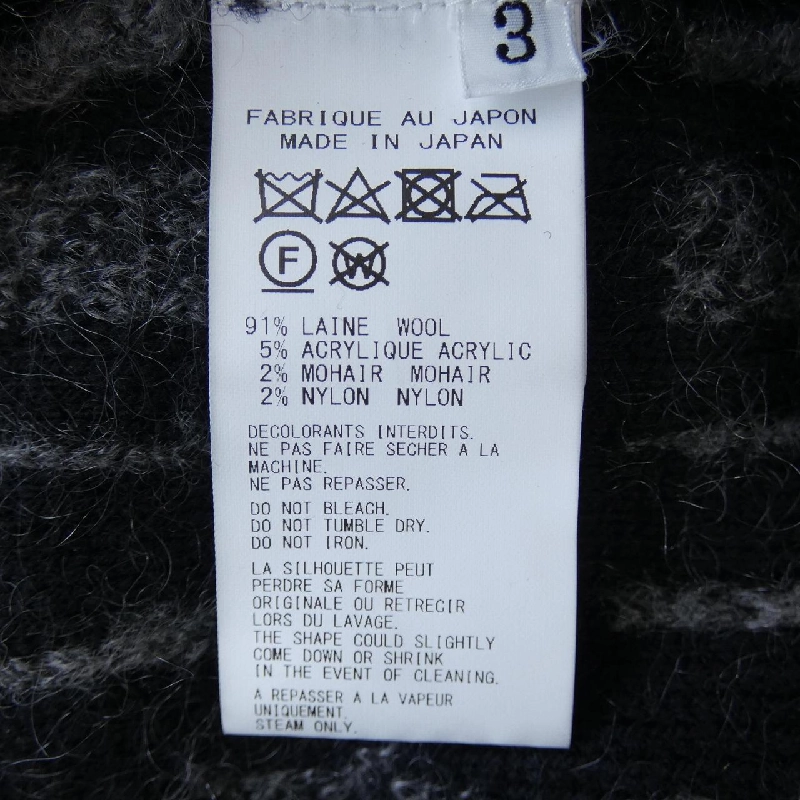 3
FABRIQUE AU JAPON
MADE IN JAPAN
F W
91% LAINE WOOL
5% ACRYLIQUE ACRYLIC
2% MOHAIR MOHAIR
2% NYLON NYLON
DECOLORANTS INTERDITS.
NE PAS FAIRE SECHER A LA
MACHINE.
NE PAS REPASSER.
DO NOT BLEACH.
DO NOT TUMBLE DRY.
DO NOT IRON.
LA SILHOUETTE PEUT
PERDRE SA FORME
ORIGINALE OU RETRECIR
LORS DU LAVAGE.
THE SHAPE COULD SLIGHTLY
COME DOWN OR SHRINK
IN THE EVENT OF CLEANING.
A REPASSER A LA VAPEUR
UNIQUEMENT.
STEAM ONLY.